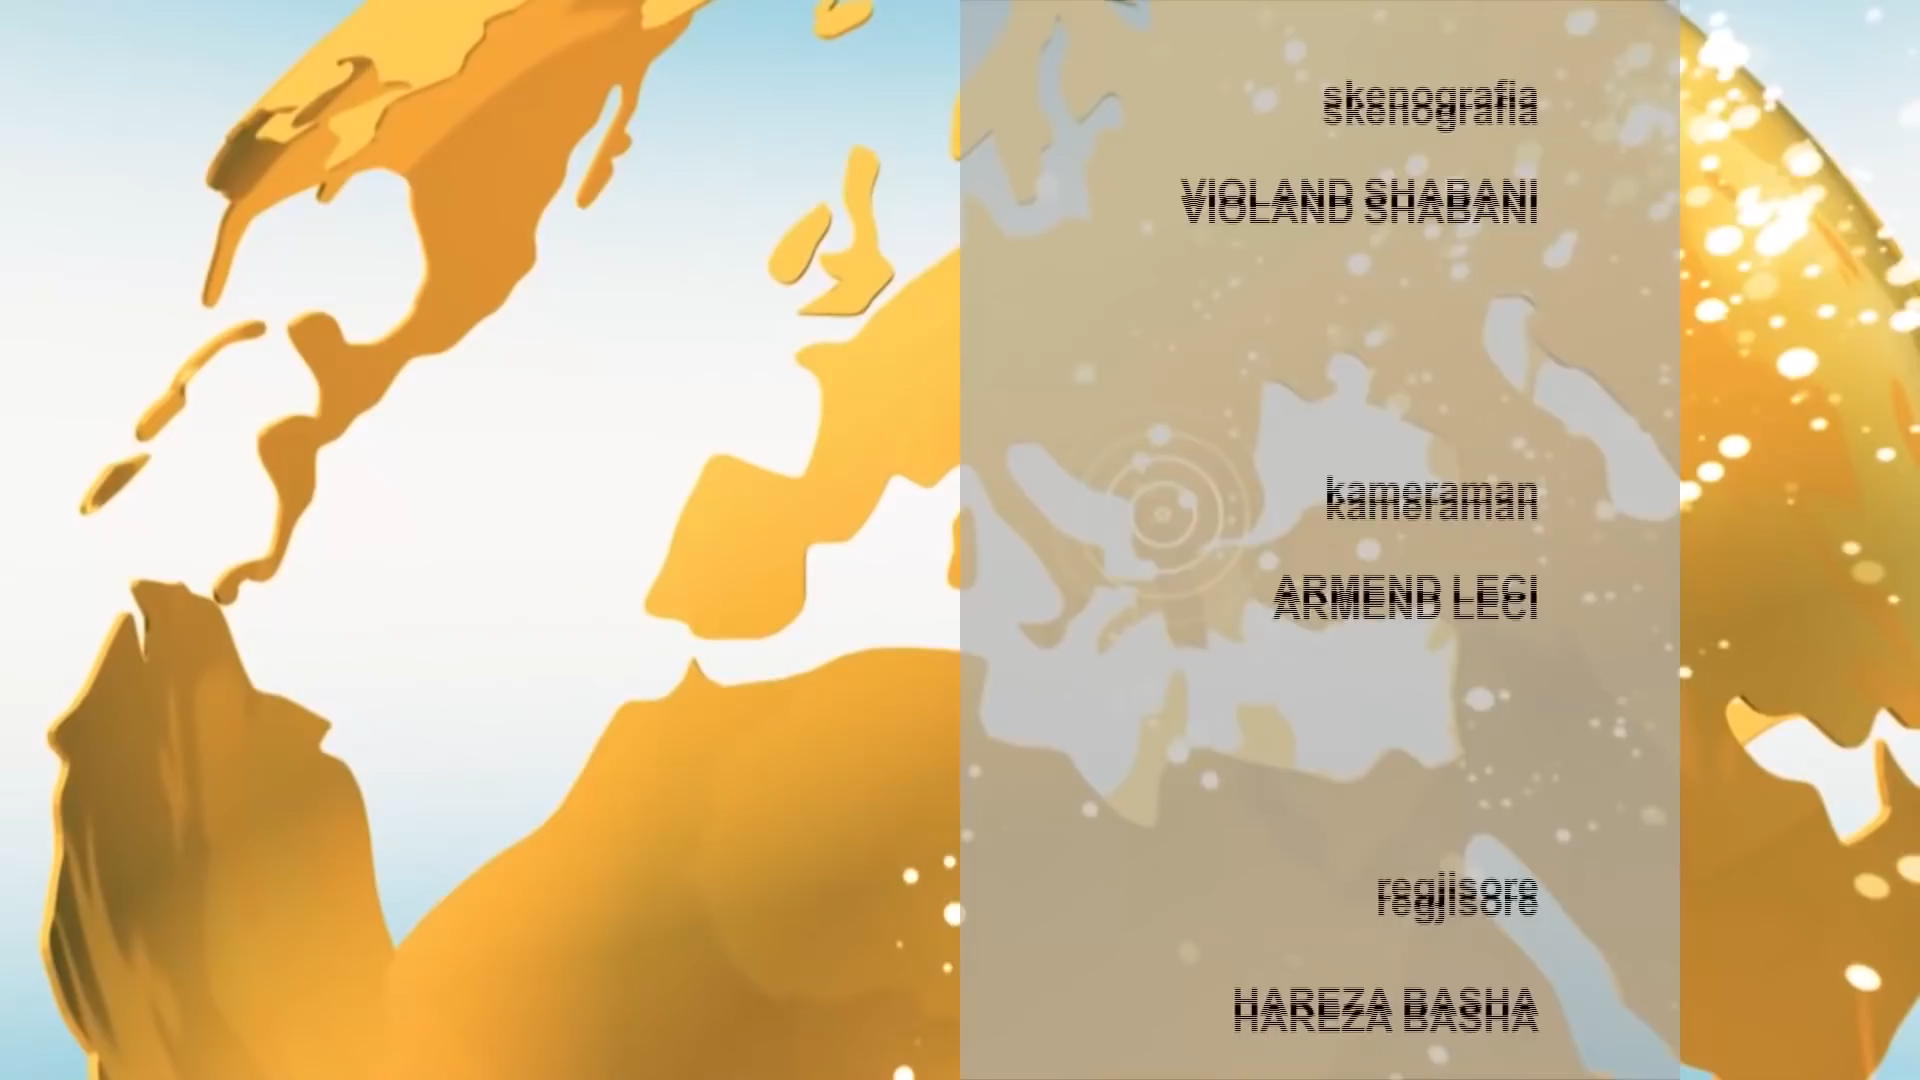 skenografia
VIOLAND SHABANI
kameraman
ARMEND LECI
regjisore
HAREZA BASHA